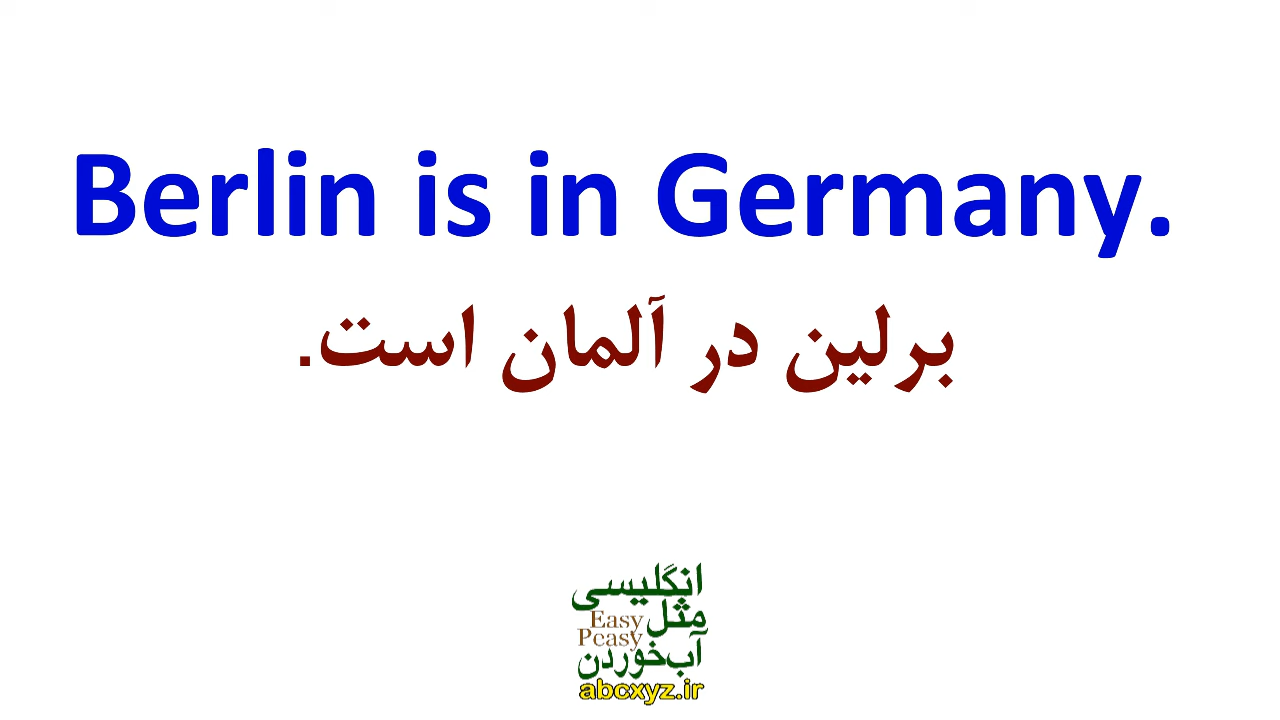 Berlin is in Germany.
برلین در آلمان است.
انگلیسی
مثل
Easy
Peasy
آب‌خوردن
abcxyz.ir